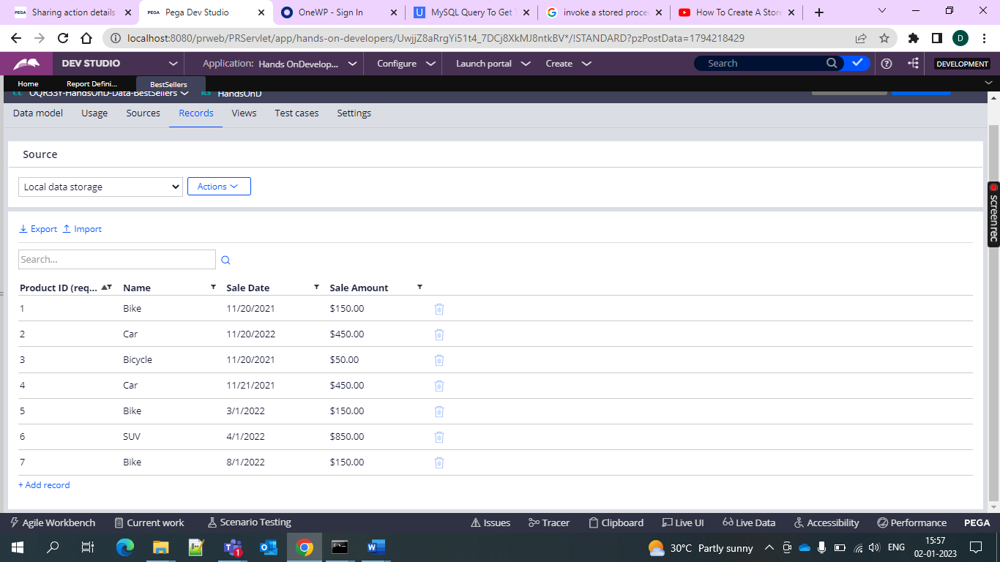 Sharing action details
Pega Dev Studio
OneWP - Sign In
MySQL Query To Get T
invoke a stored proce
How To Create A Store
localhost:8080/prweb/PRServlet/app/hands-on-developers/UwjjZ8aRrgYi51t4_7DCj8XkMJ8ntkBV*/!STANDARD?pzPostData=1794218429
D
DEV STUDIO
Application: Hands OnDevelop...
Configure
Launch portal
Create
Search
DEVELOPMENT
Home
Report Defini...
BestSellers
CL OQR33Y-HandsOnD-Data-BestSellers
RS HandsOnD
Data model
Usage
Sources
Records
Views
Test cases
Settings
Source
Local data storage
Actions
screenrec
Export
Import
Search...
Product ID (req... Name Sale Date Sale Amount
1 Bike 11/20/2021 $150.00
2 Car 11/20/2022 $450.00
3 Bicycle 11/20/2021 $50.00
4 Car 11/21/2021 $450.00
5 Bike 3/1/2022 $150.00
6 SUV 4/1/2022 $850.00
7 Bike 8/1/2022 $150.00
+ Add record
Agile Workbench
Current work
Scenario Testing
Issues
Tracer
Clipboard
Live UI
Live Data
Accessibility
Performance
PEGA
1
30°C Partly sunny
ENG
15:57
02-01-2023